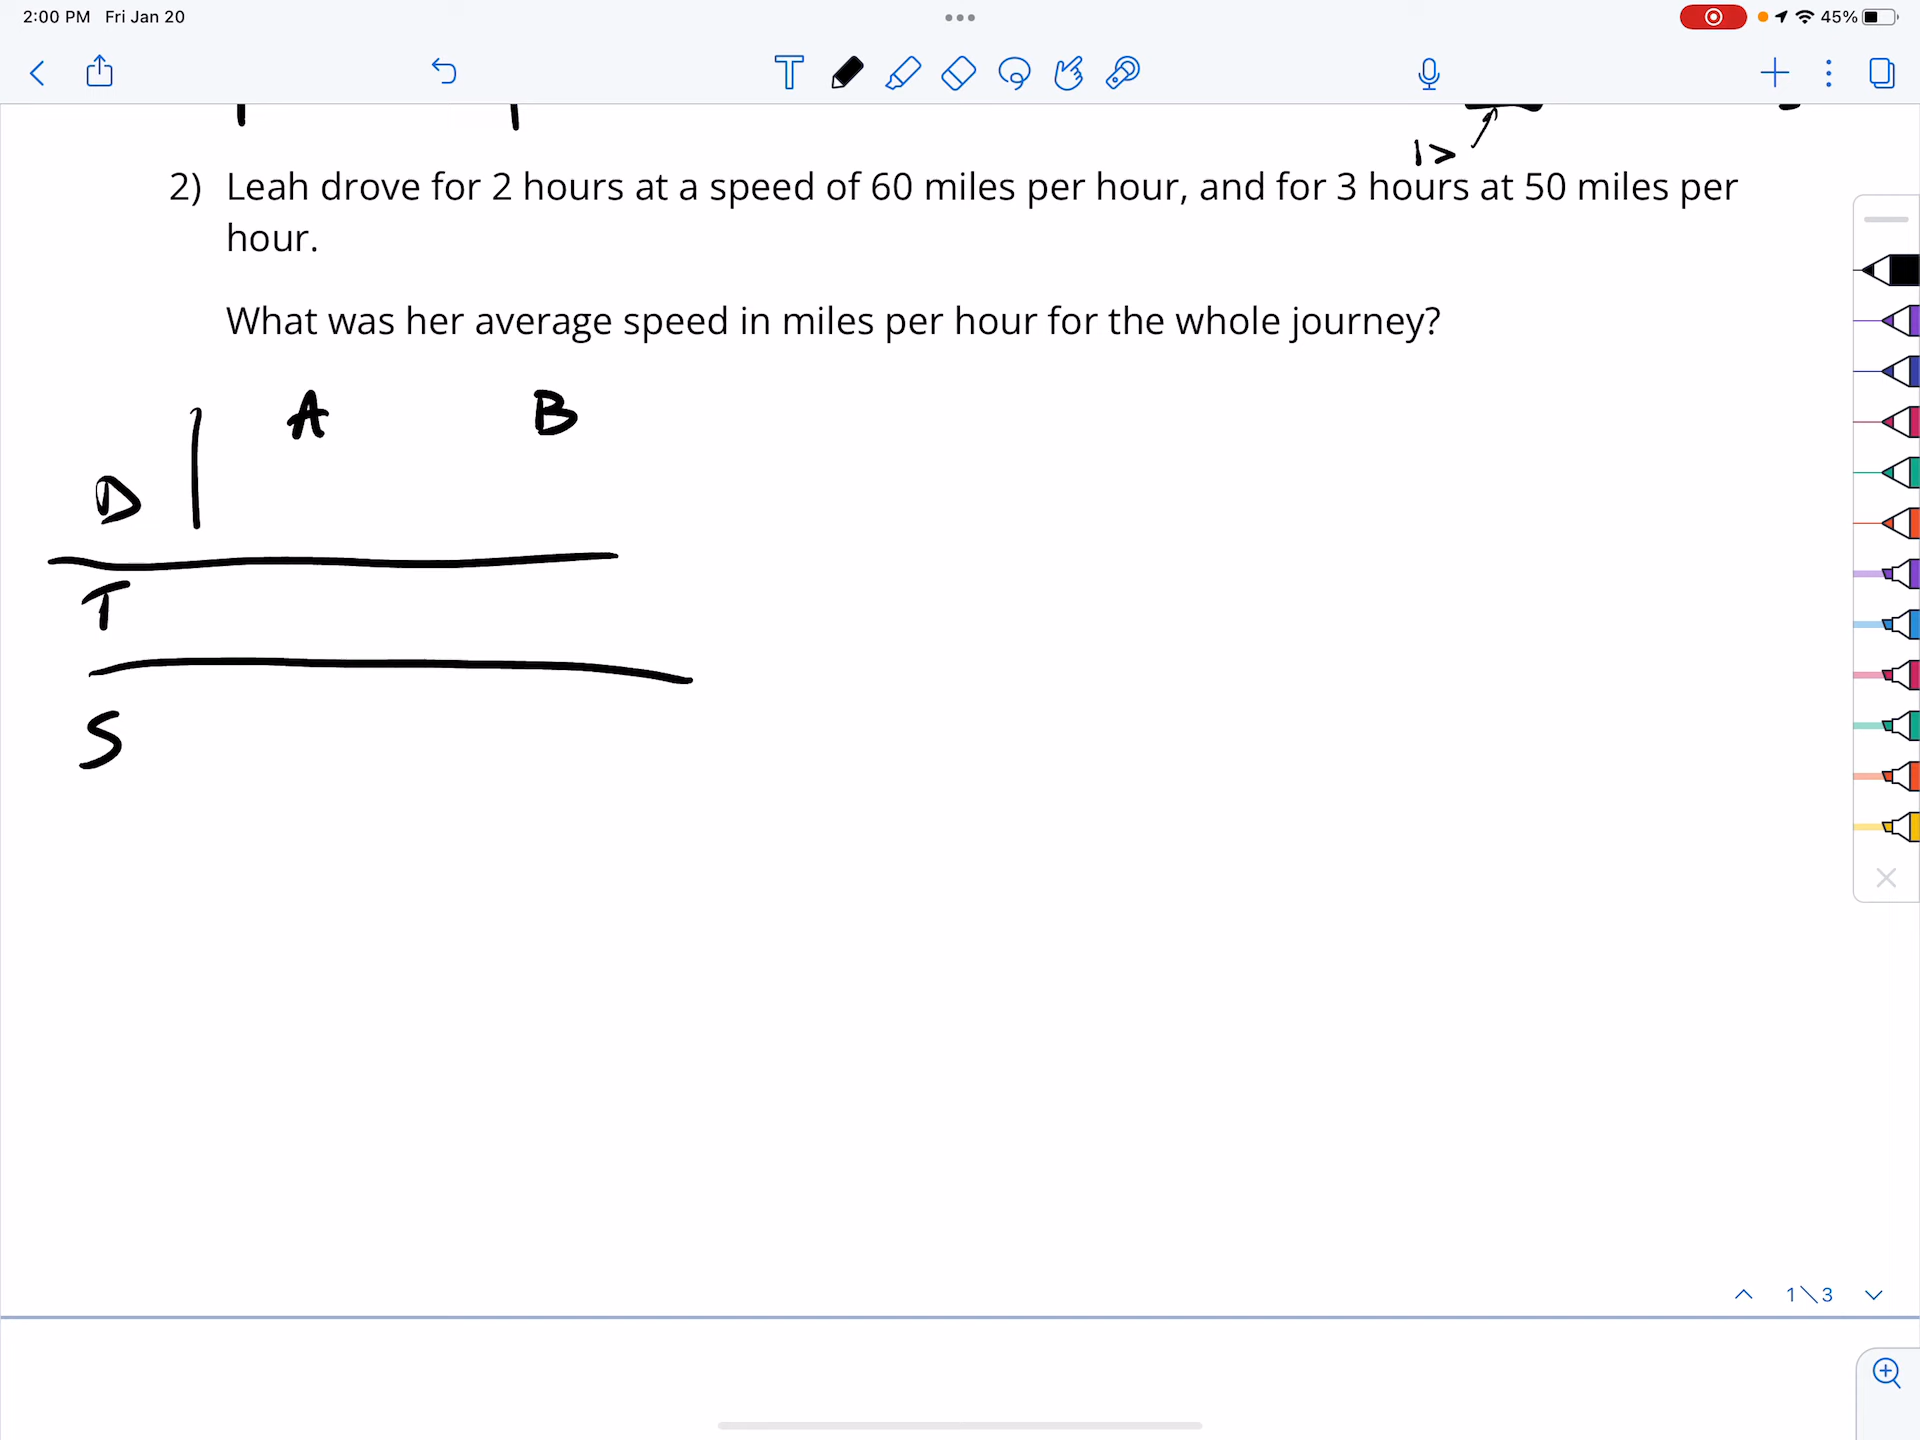 2:00 PM Fri Jan 20
45%
T
1>
2) Leah drove for 2 hours at a speed of 60 miles per hour, and for 3 hours at 50 miles per
hour.
What was her average speed in miles per hour for the whole journey?
A B
D
T
S
1\3